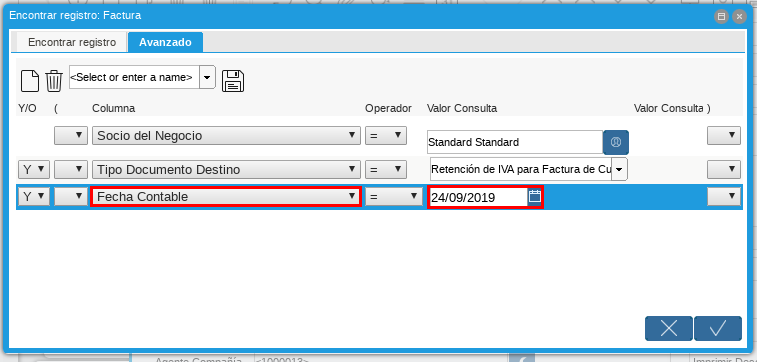 Encontrar registro: Factura
Encontrar registro Avanzado
<Select or enter a name>
Y/O ( Columna Operador Valor Consulta Valor Consulta )
Socio del Negocio = Standard Standard
Y Tipo Documento Destino = Retención de IVA para Factura de Cu
Y Fecha Contable = 24/09/2019
Agente Compañía <1000013> Imprimir Doc